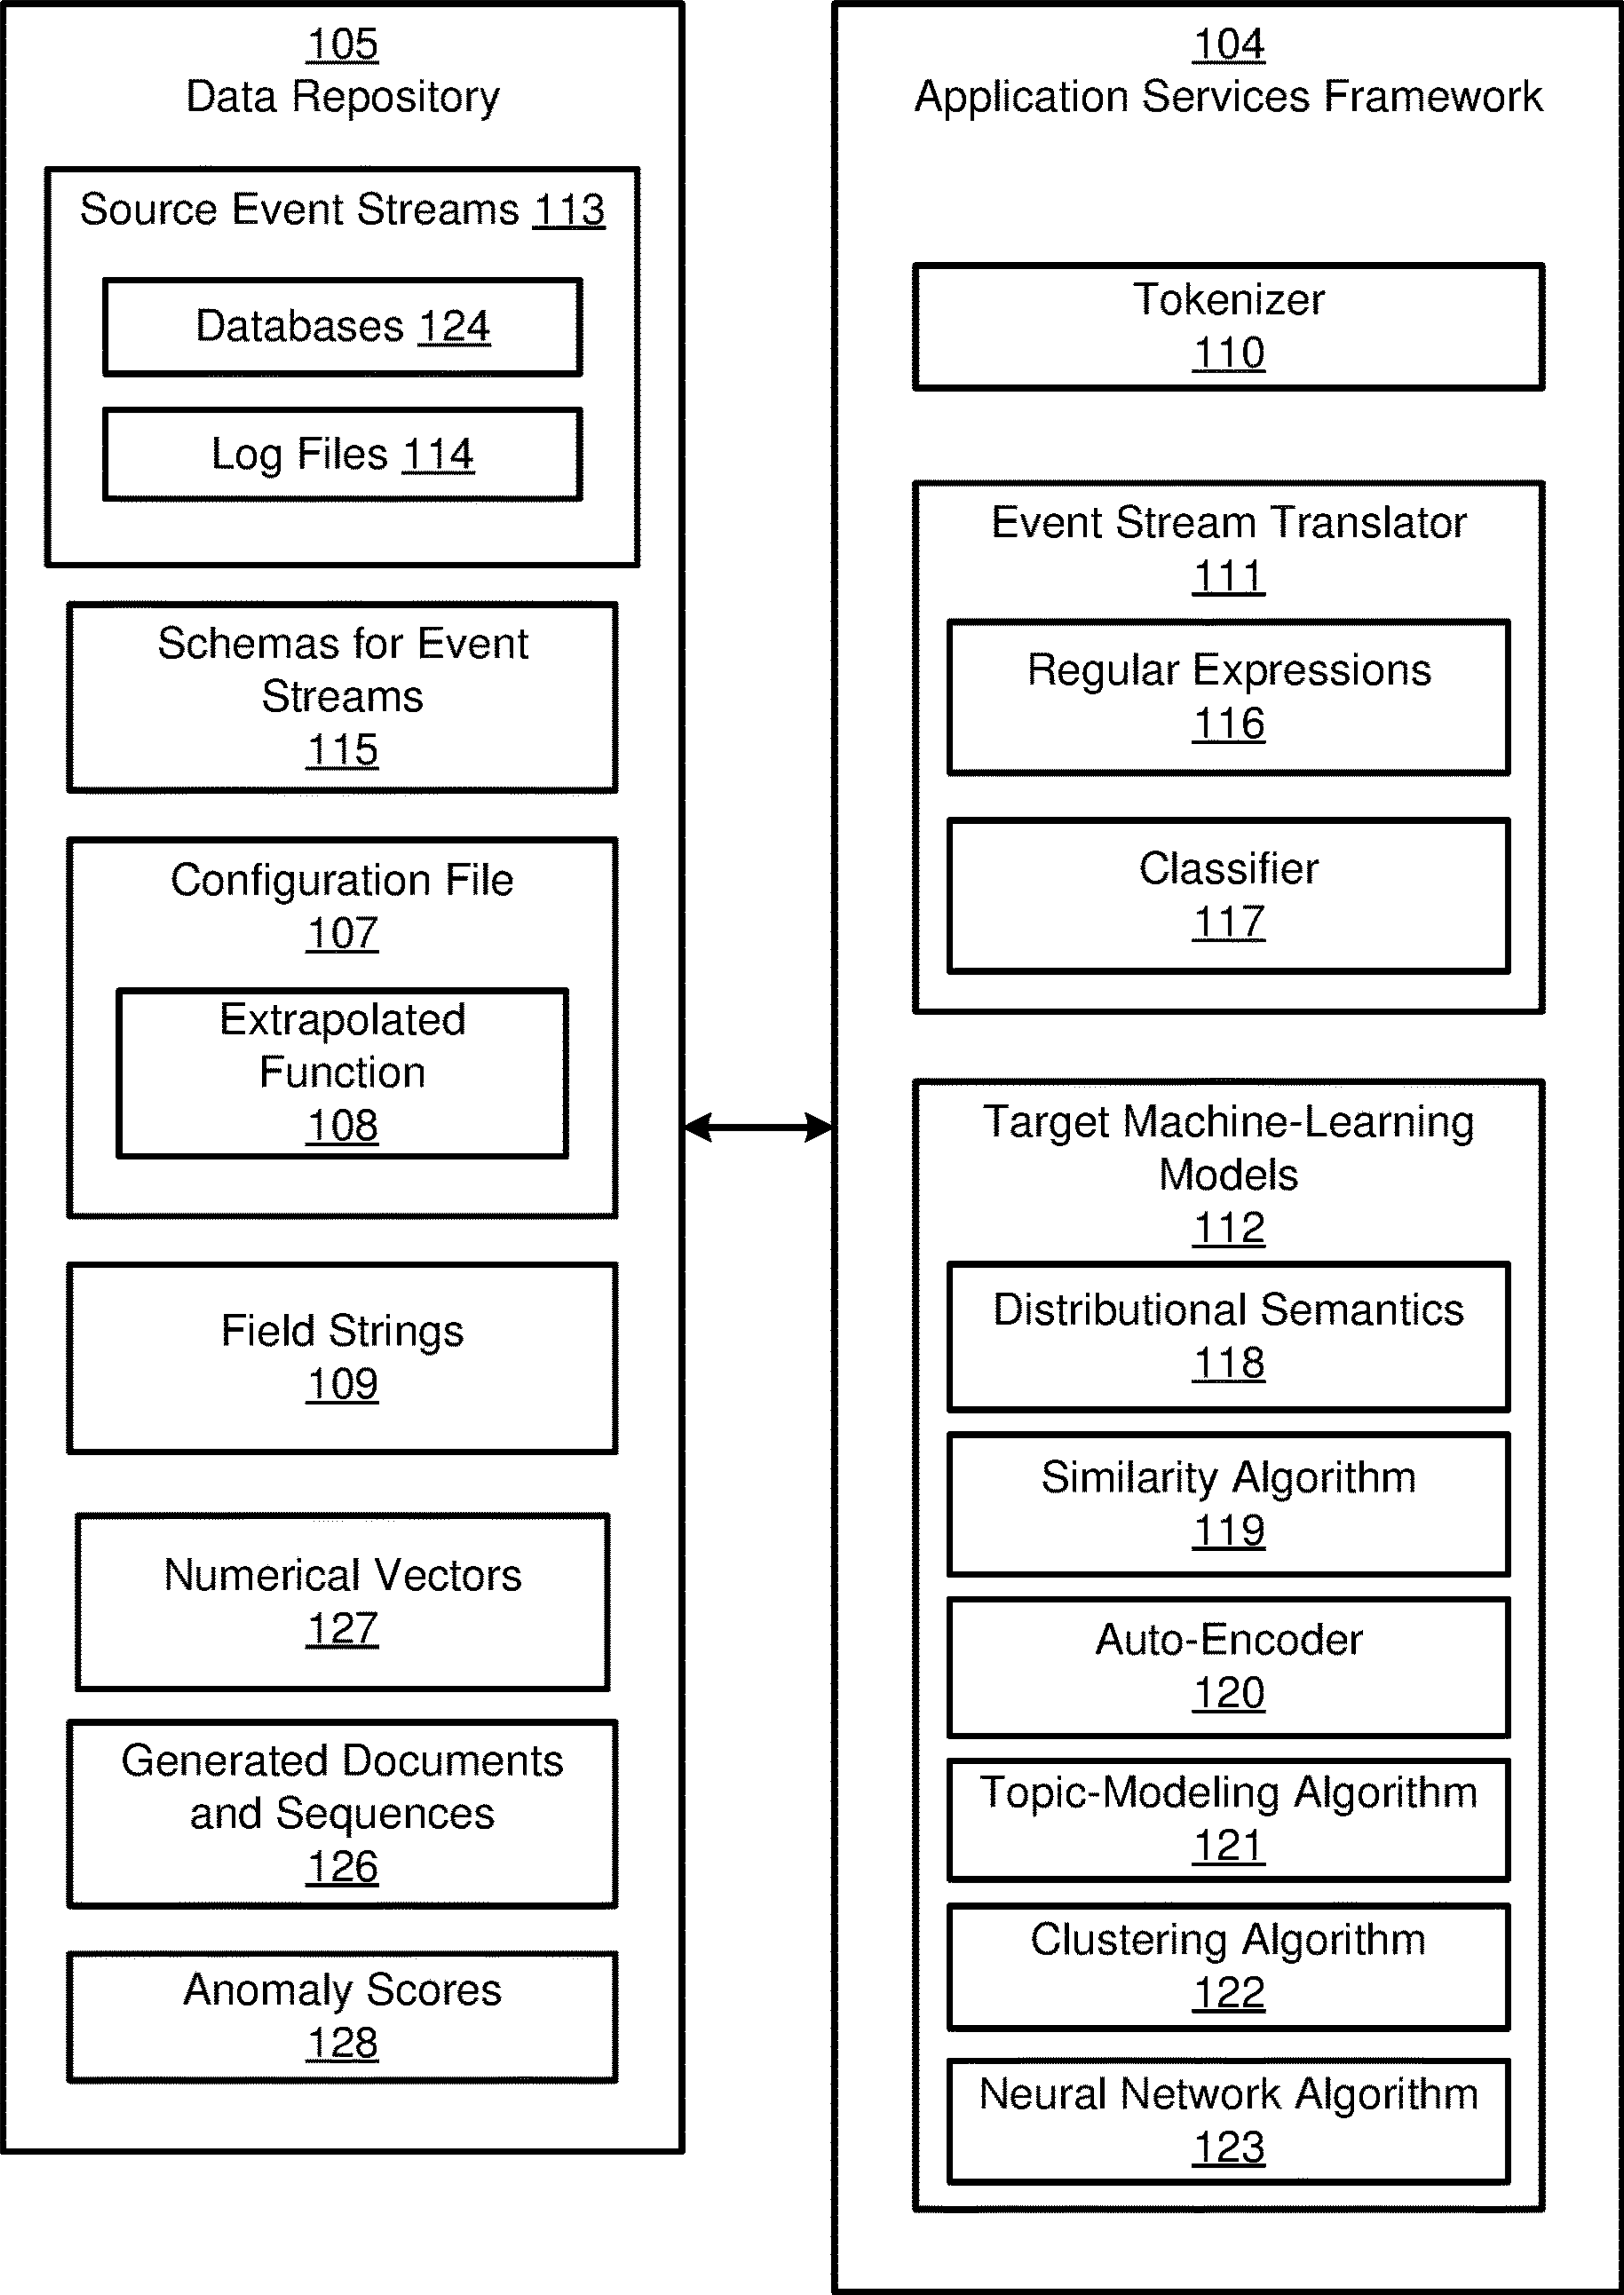 105
Data Repository
Source Event Streams 113
Databases 124
Log Files 114
Schemas for Event
Streams
115
Configuration File
107
Extrapolated
Function
108
Field Strings
109
Numerical Vectors
127
Generated Documents
and Sequences
126
Anomaly Scores
128
104
Application Services Framework
Tokenizer
110
Event Stream Translator
111
Regular Expressions
116
Classifier
117
Target Machine-Learning
Models
112
Distributional Semantics
118
Similarity Algorithm
119
Auto-Encoder
120
Topic-Modeling Algorithm
121
Clustering Algorithm
122
Neural Network Algorithm
123